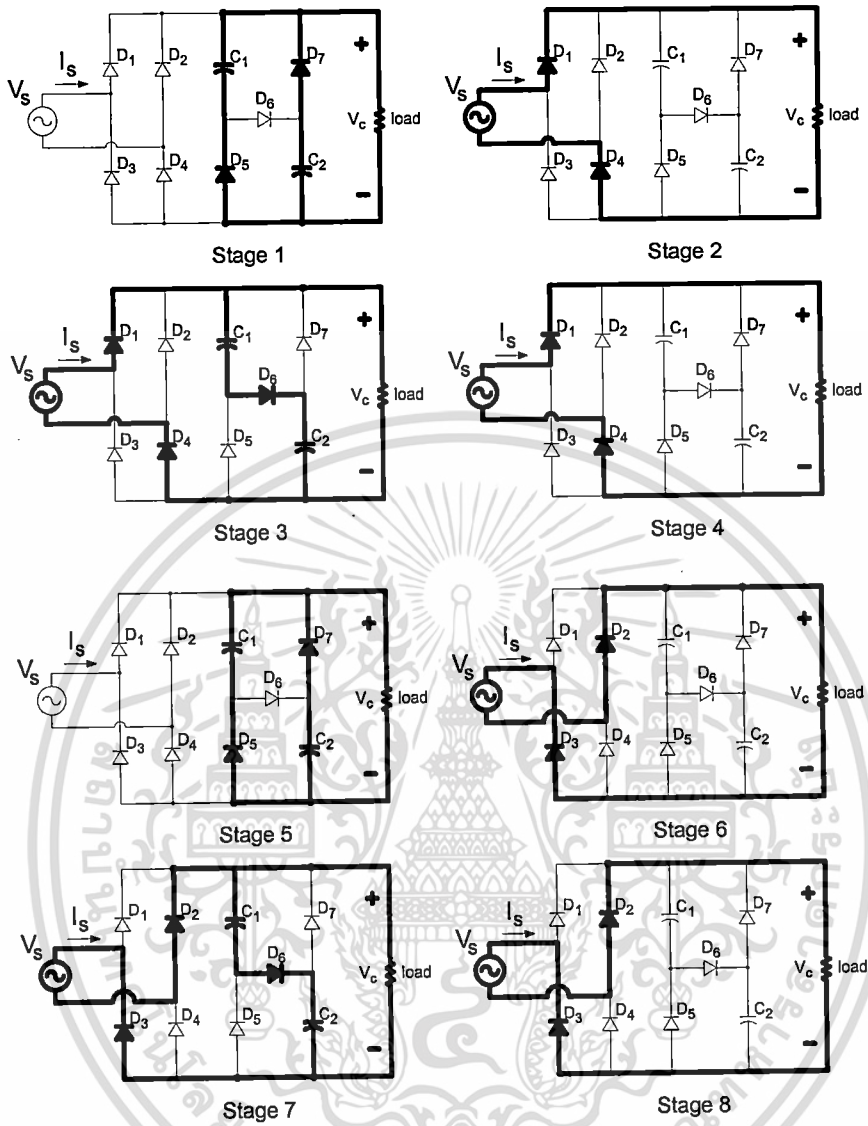 D1 D2 C1 D7 + Is Vs D6 Vc load D3 D4 D5 C2 −
Stage 1
D1 D2 C1 D7 + Is Vs D6 Vc load D3 D4 D5 C2 −
Stage 2
D1 D2 C1 D7 + Is Vs D6 Vc load D3 D4 D5 C2 −
Stage 3
D1 D2 C1 D7 + Is Vs D6 Vc load D3 D4 D5 C2 −
Stage 4
D1 D2 C1 D7 + Is Vs D6 Vc load D3 D4 D5 C2 −
Stage 5
D1 D2 C1 D7 + Is Vs D6 Vc load D3 D4 D5 C2 −
Stage 6
D1 D2 C1 D7 + Is Vs D6 Vc load D3 D4 D5 C2 −
Stage 7
D1 D2 C1 D7 + Is Vs D6 Vc load D3 D4 D5 C2 −
Stage 8